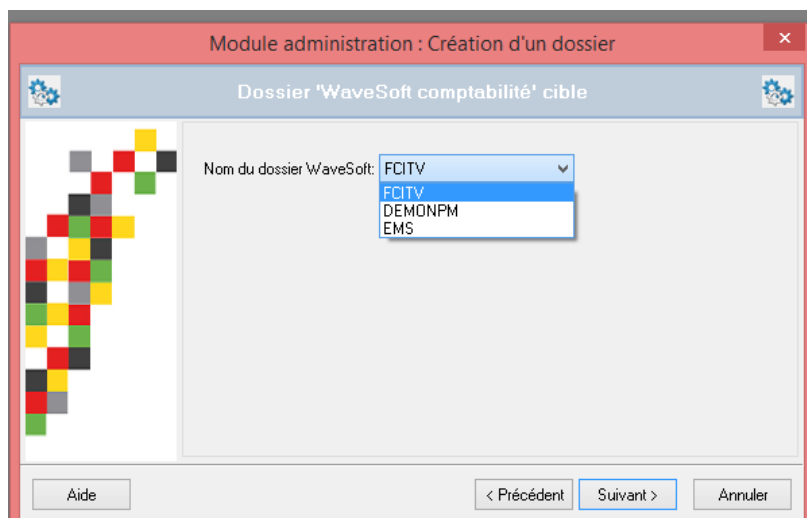 Module administration : Création d'un dossier
Dossier 'WaveSoft comptabilité' cible
Nom du dossier WaveSoft: FCITV
FCITV
DEMONPM
EMS
Aide < Précédent Suivant > Annuler